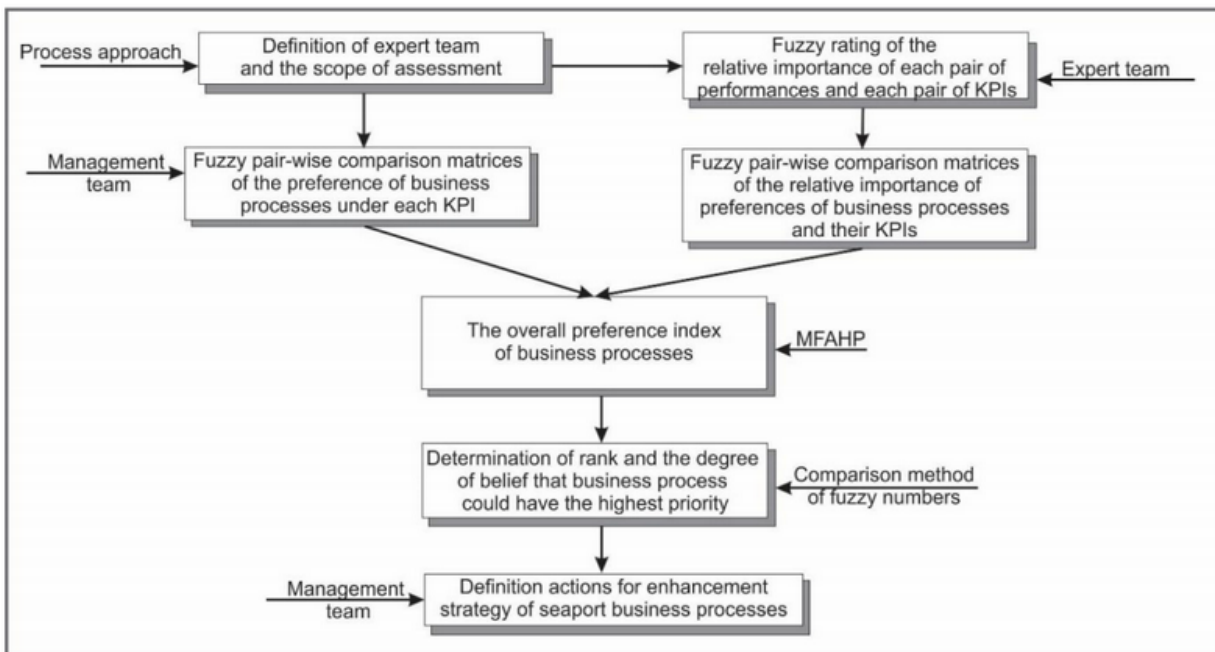 Process approach
Definition of expert team
and the scope of assessment
Fuzzy rating of the
relative importance of each pair of
performances and each pair of KPIs
Expert team
Management
team
Fuzzy pair-wise comparison matrices
of the preference of business
processes under each KPI
Fuzzy pair-wise comparison matrices
of the relative importance of
preferences of business processes
and their KPIs
The overall preference index
of business processes
MFAHP
Determination of rank and the degree
of belief that business process
could have the highest priority
Comparison method
of fuzzy numbers
Management
team
Definition actions for enhancement
strategy of seaport business processes